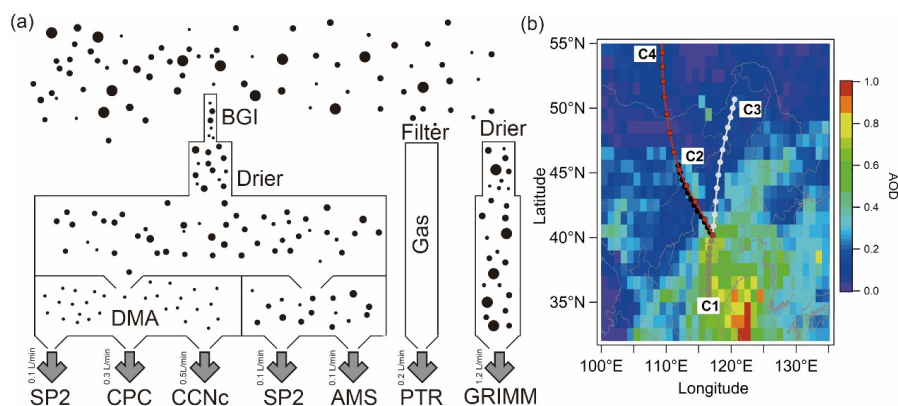 (a)
BGI
Drier
Filter
Drier
Gas
DMA
0.1 L/min
0.3 L/min
0.5L/min
0.1 L/min
0.1 L/min
0.2 L/min
1.2 L/min
SP2 CPC CCNc SP2 AMS PTR GRIMM
(b)
55°N
50°N
45°N
40°N
35°N
Latitude
C4
C3
C2
C1
100°E 110°E 120°E 130°E
Longitude
1.0
0.8
0.6
0.4
0.2
0.0
AOD